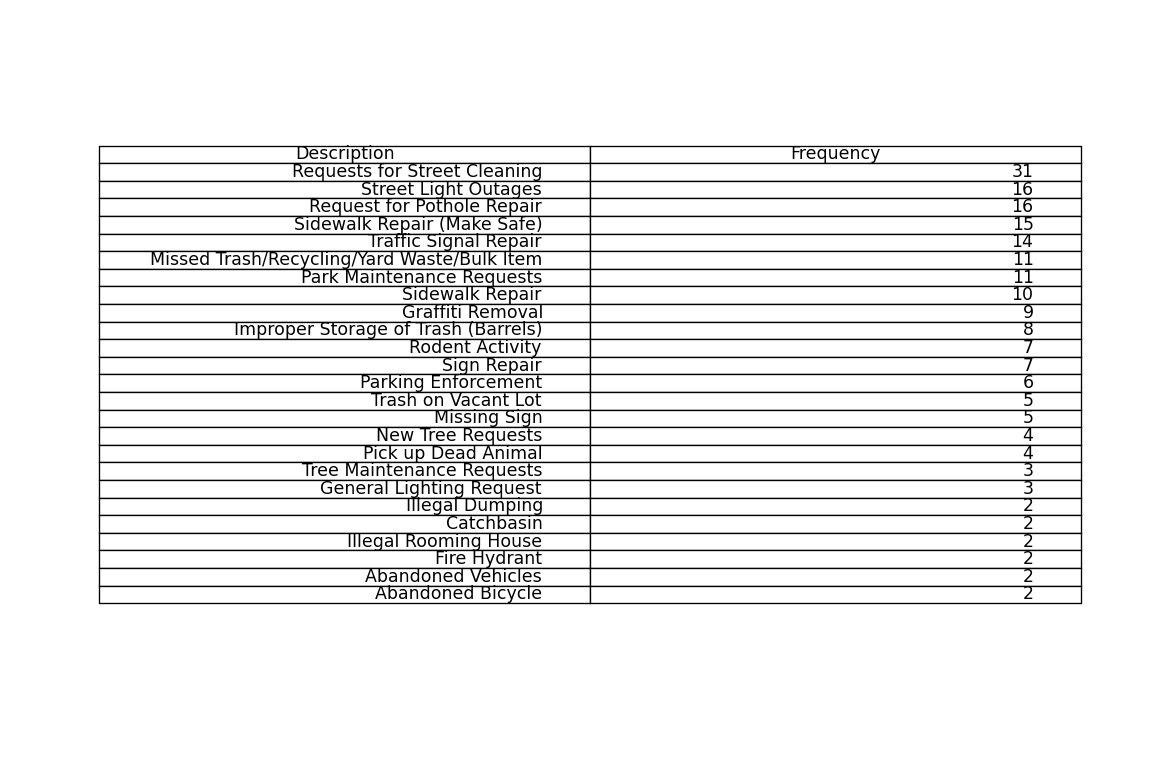 Description Frequency
Requests for Street Cleaning 31
Street Light Outages 16
Request for Pothole Repair 16
Sidewalk Repair (Make Safe) 15
Traffic Signal Repair 14
Missed Trash/Recycling/Yard Waste/Bulk Item 11
Park Maintenance Requests 11
Sidewalk Repair 10
Graffiti Removal 9
Improper Storage of Trash (Barrels) 8
Rodent Activity 7
Sign Repair 7
Parking Enforcement 6
Trash on Vacant Lot 5
Missing Sign 5
New Tree Requests 4
Pick up Dead Animal 4
Tree Maintenance Requests 3
General Lighting Request 3
Illegal Dumping 2
Catchbasin 2
Illegal Rooming House 2
Fire Hydrant 2
Abandoned Vehicles 2
Abandoned Bicycle 2